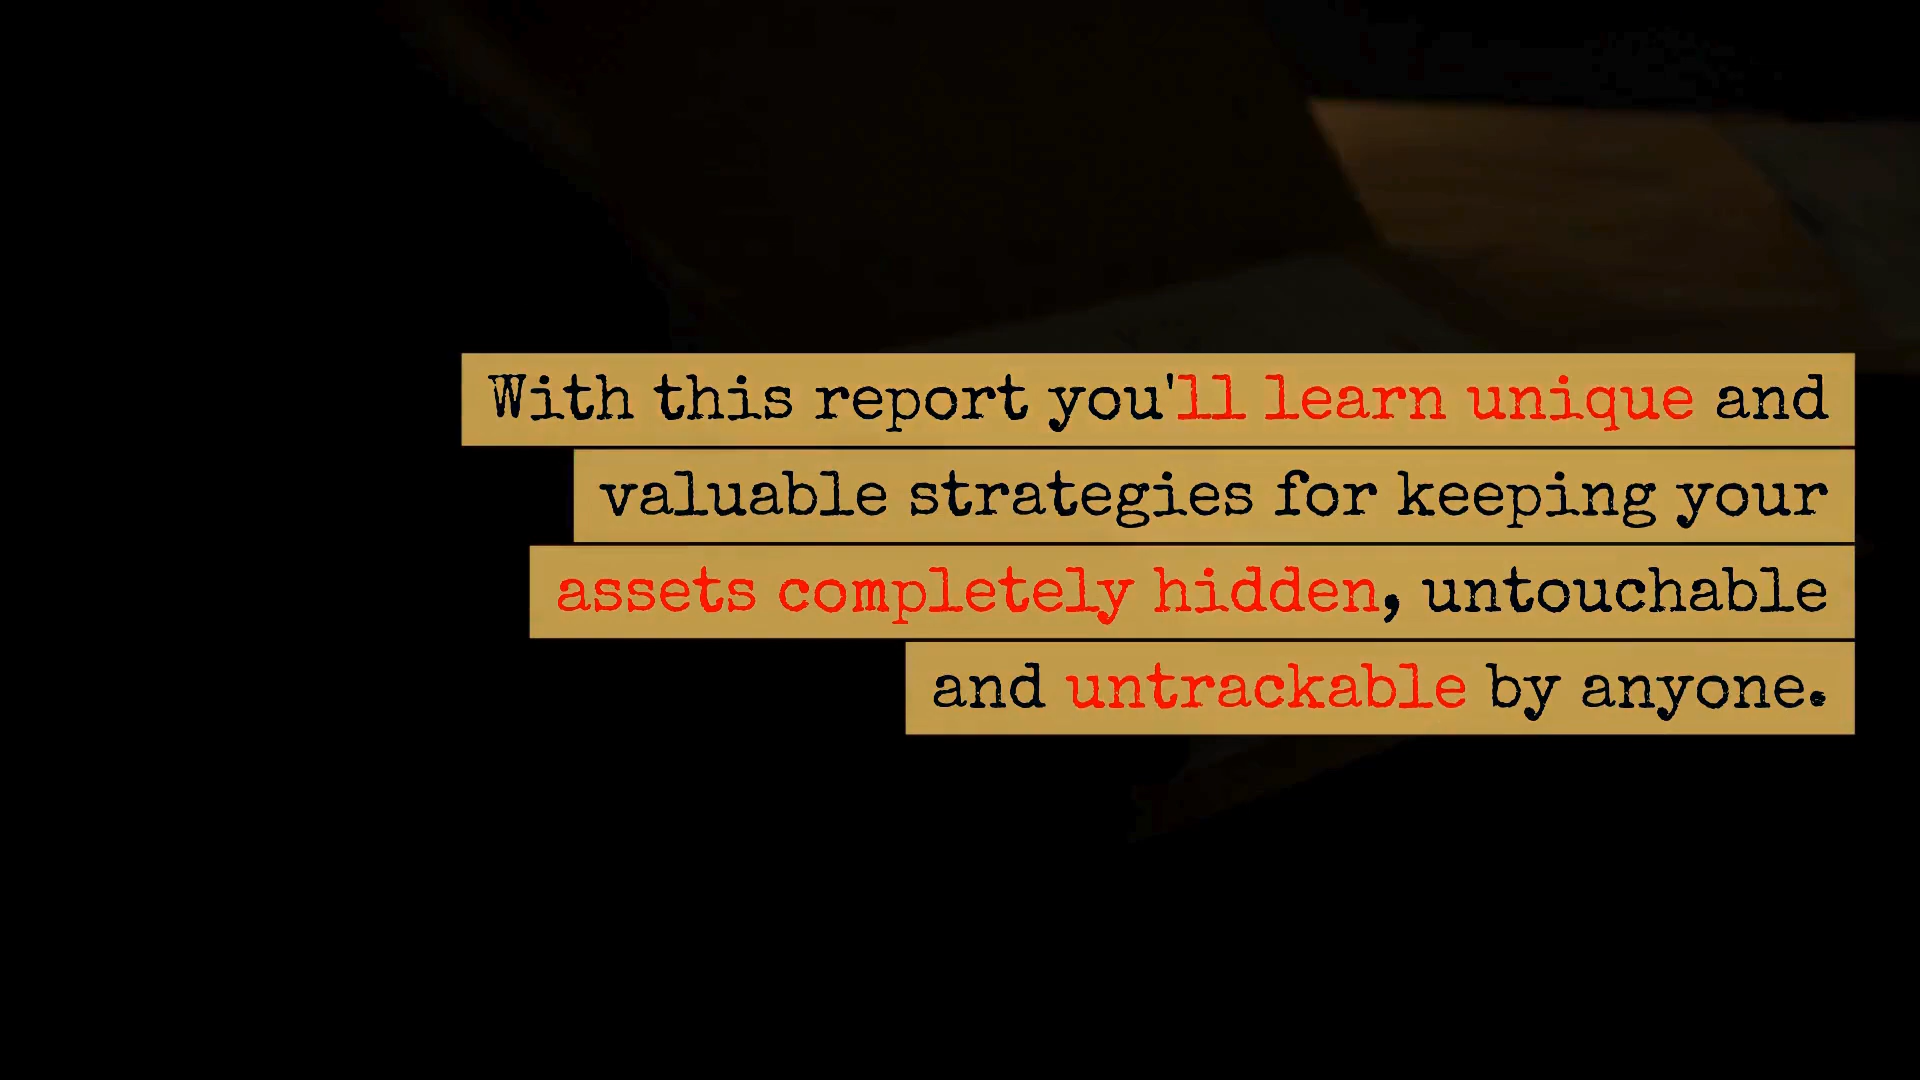 With this report you'll learn unique and
valuable strategies for keeping your
assets completely hidden, untouchable
and untrackable by anyone.